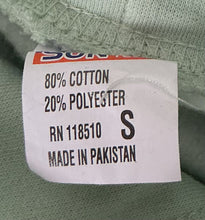 80% COTTON
20% POLYESTER
RN 118510 S
MADE IN PAKISTAN